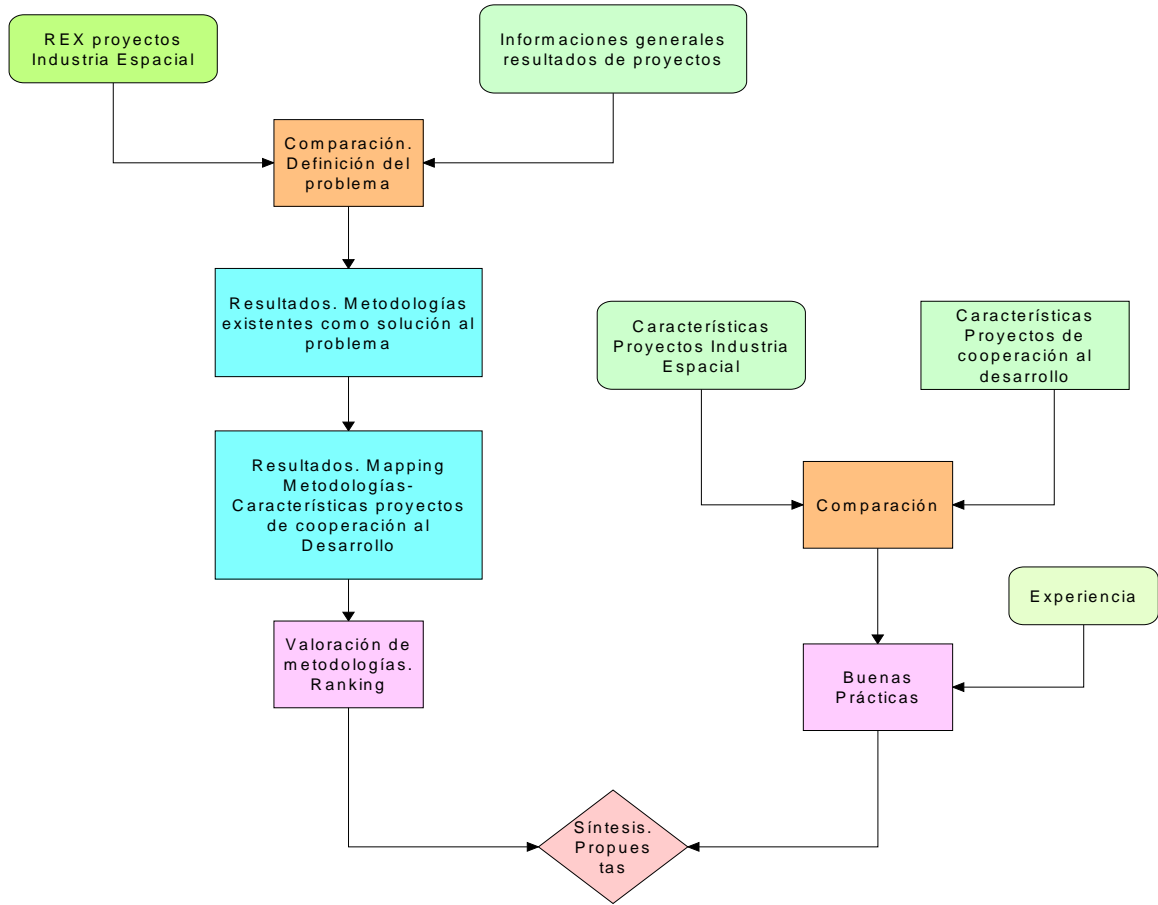 REX proyectos
Industria Espacial
Informaciones generales
resultados de proyectos
Comparación.
Definición del
problema
Resultados. Metodologías
existentes como solución al
problema
Características
Proyectos Industria
Espacial
Características
Proyectos de
cooperación al
desarrollo
Resultados. Mapping
Metodologías-
Características proyectos
de cooperación al
Desarrollo
Comparación
Experiencia
Valoración de
metodologías.
Ranking
Buenas
Prácticas
Síntesis.
Propues
tas